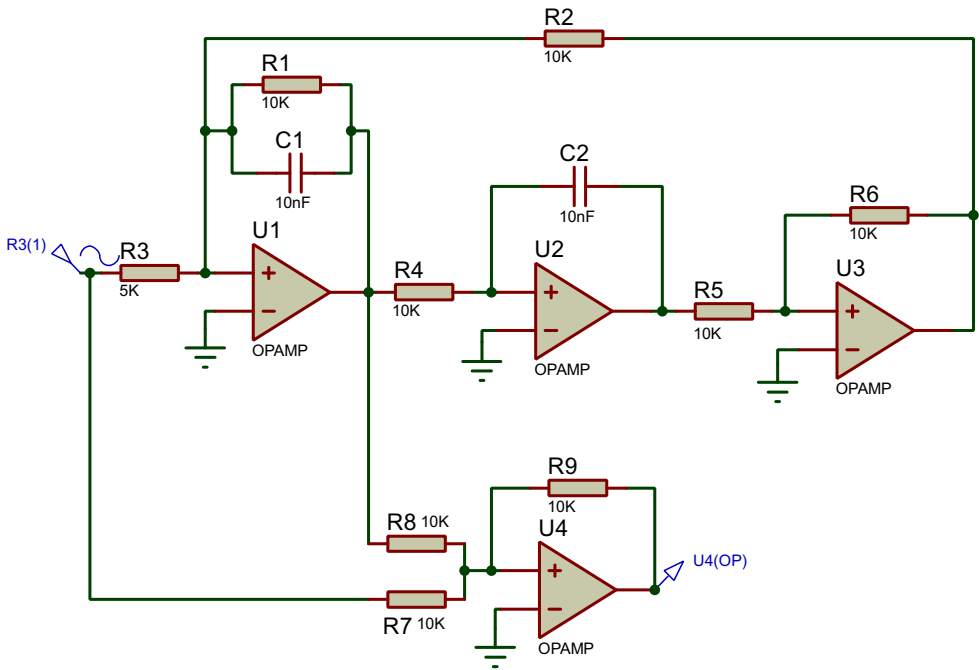 R2
10K
R1
10K
C1
10nF
C2
10nF
R6
10K
R3(1)
R3
5K
U1
+
−
OPAMP
R4
10K
U2
+
−
OPAMP
R5
10K
U3
+
−
OPAMP
R9
10K
R8 10K
U4
+
−
OPAMP
U4(OP)
R7 10K